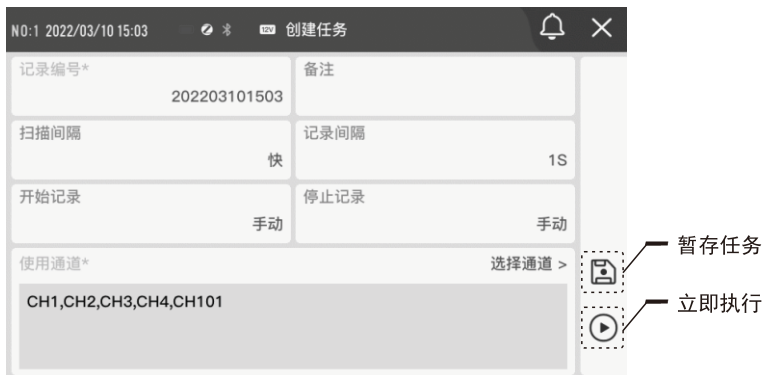 NO:1 2022/03/10 15:03 12V 创建任务
记录编号*
202203101503
备注
扫描间隔
快
记录间隔
1S
开始记录
手动
停止记录
手动
使用通道*
选择通道 >
CH1,CH2,CH3,CH4,CH101
暂存任务
立即执行